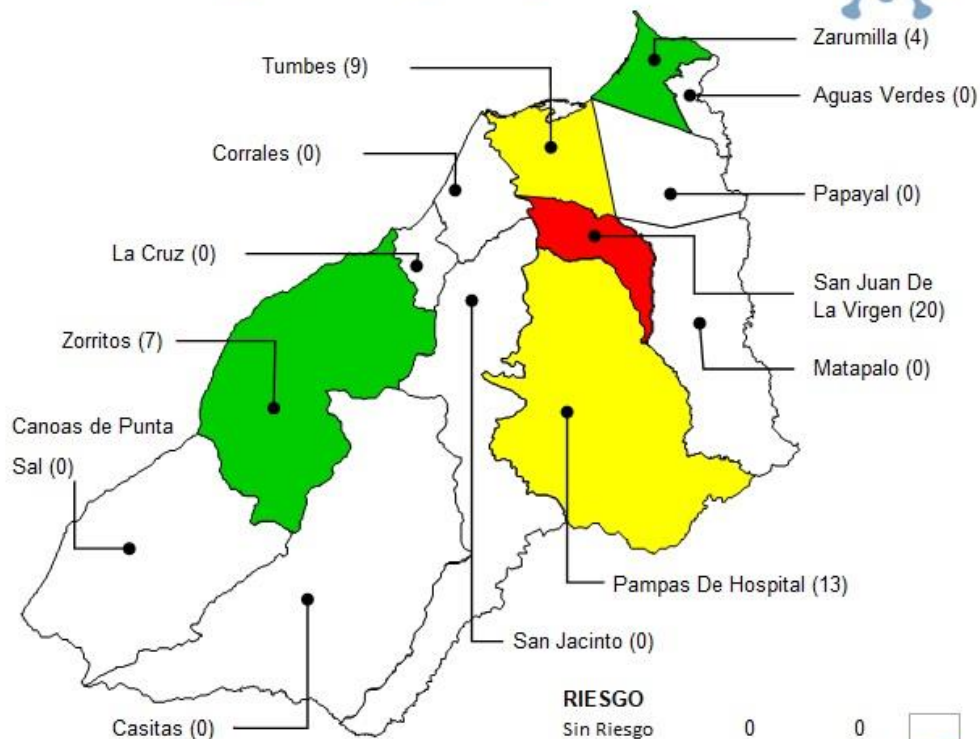 Zarumilla (4)
Tumbes (9)
Aguas Verdes (0)
Corrales (0)
Papayal (0)
La Cruz (0)
San Juan De
La Virgen (20)
Zorritos (7)
Matapalo (0)
Canoas de Punta
Sal (0)
Pampas De Hospital (13)
San Jacinto (0)
Casitas (0)
RIESGO
Sin Riesgo 0 0